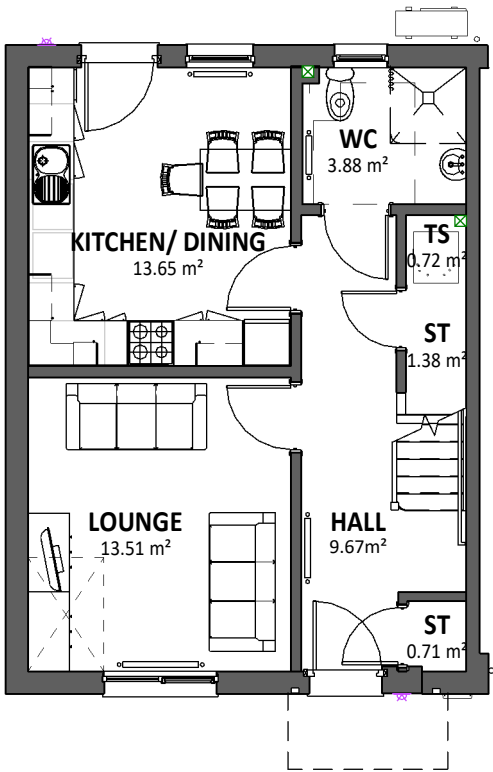 WC
3.88 m²
KITCHEN/ DINING
13.65 m²
TS
0.72 m²
ST
1.38 m²
LOUNGE
13.51 m²
HALL
9.67m²
ST
0.71 m²